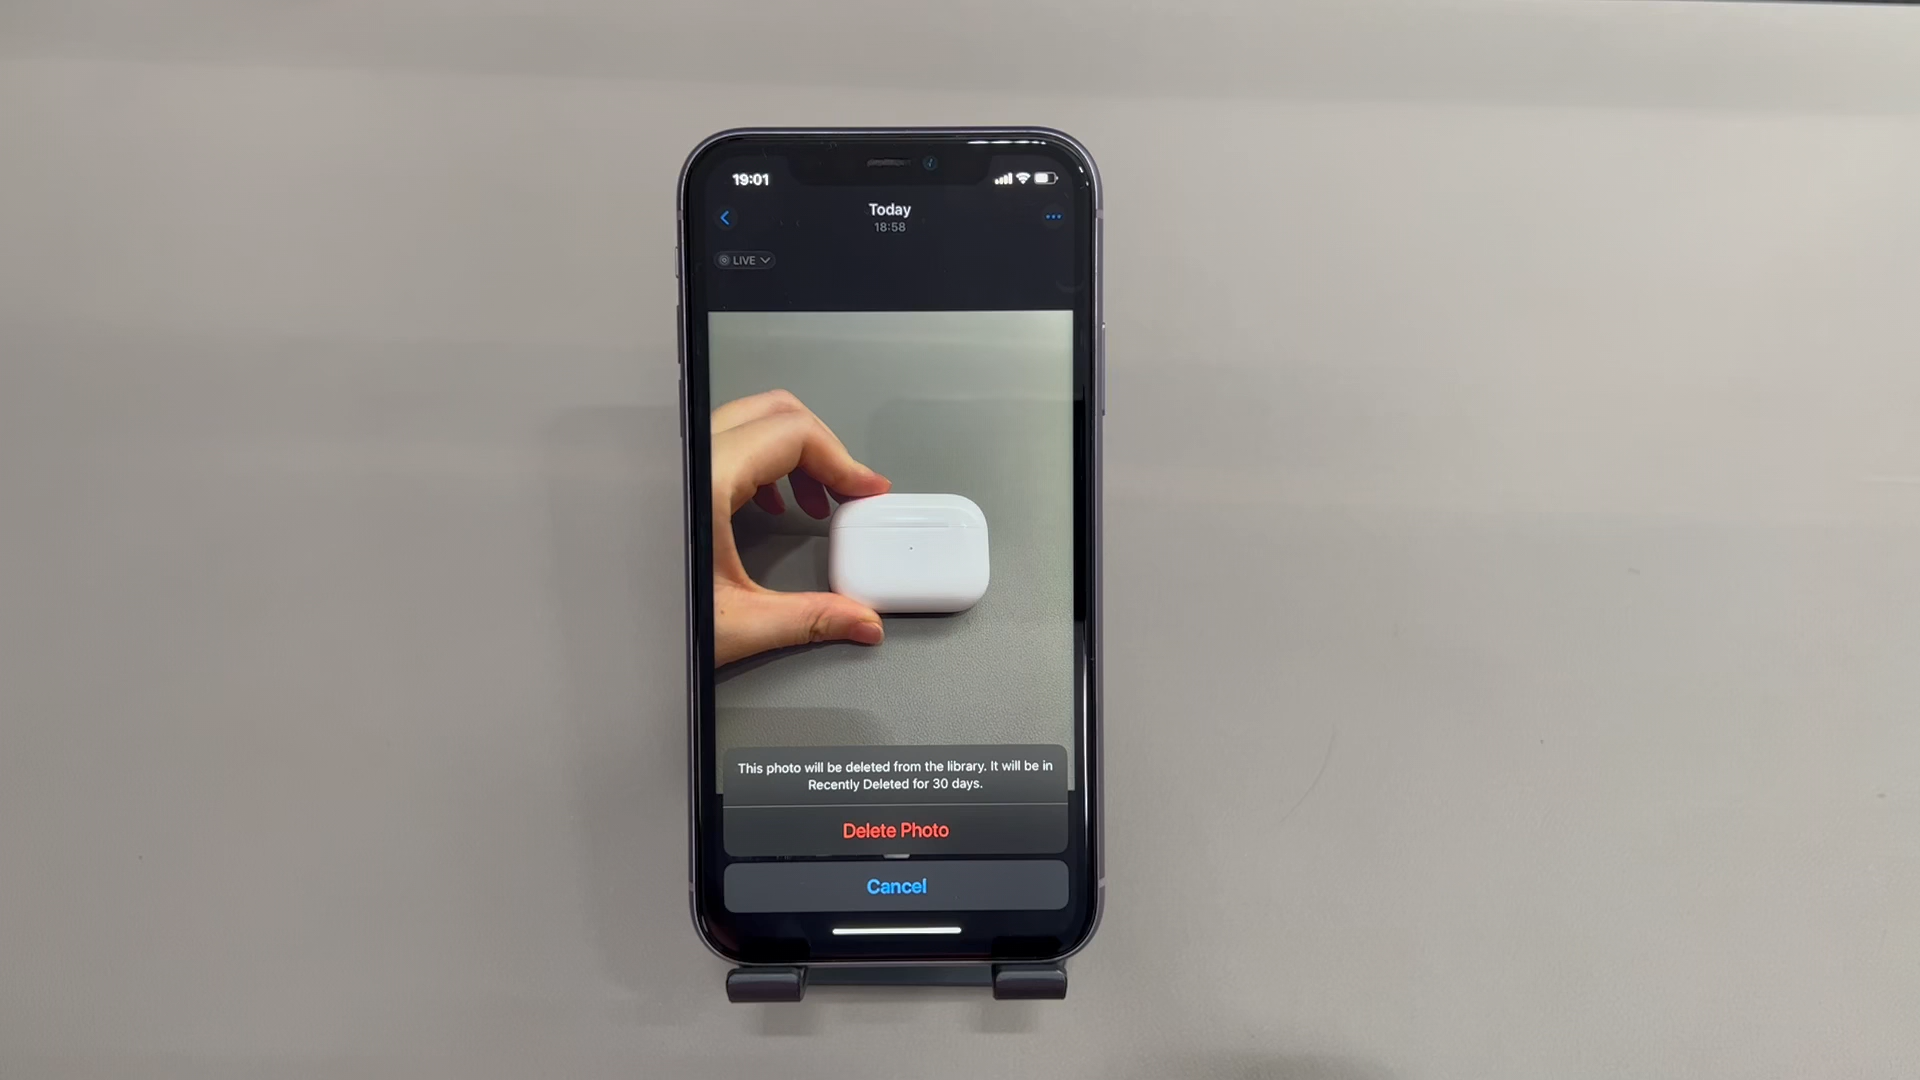 19:01
Today
18:58
LIVE
This photo will be deleted from the library. It will be in
Recently Deleted for 30 days.
Delete Photo
Cancel